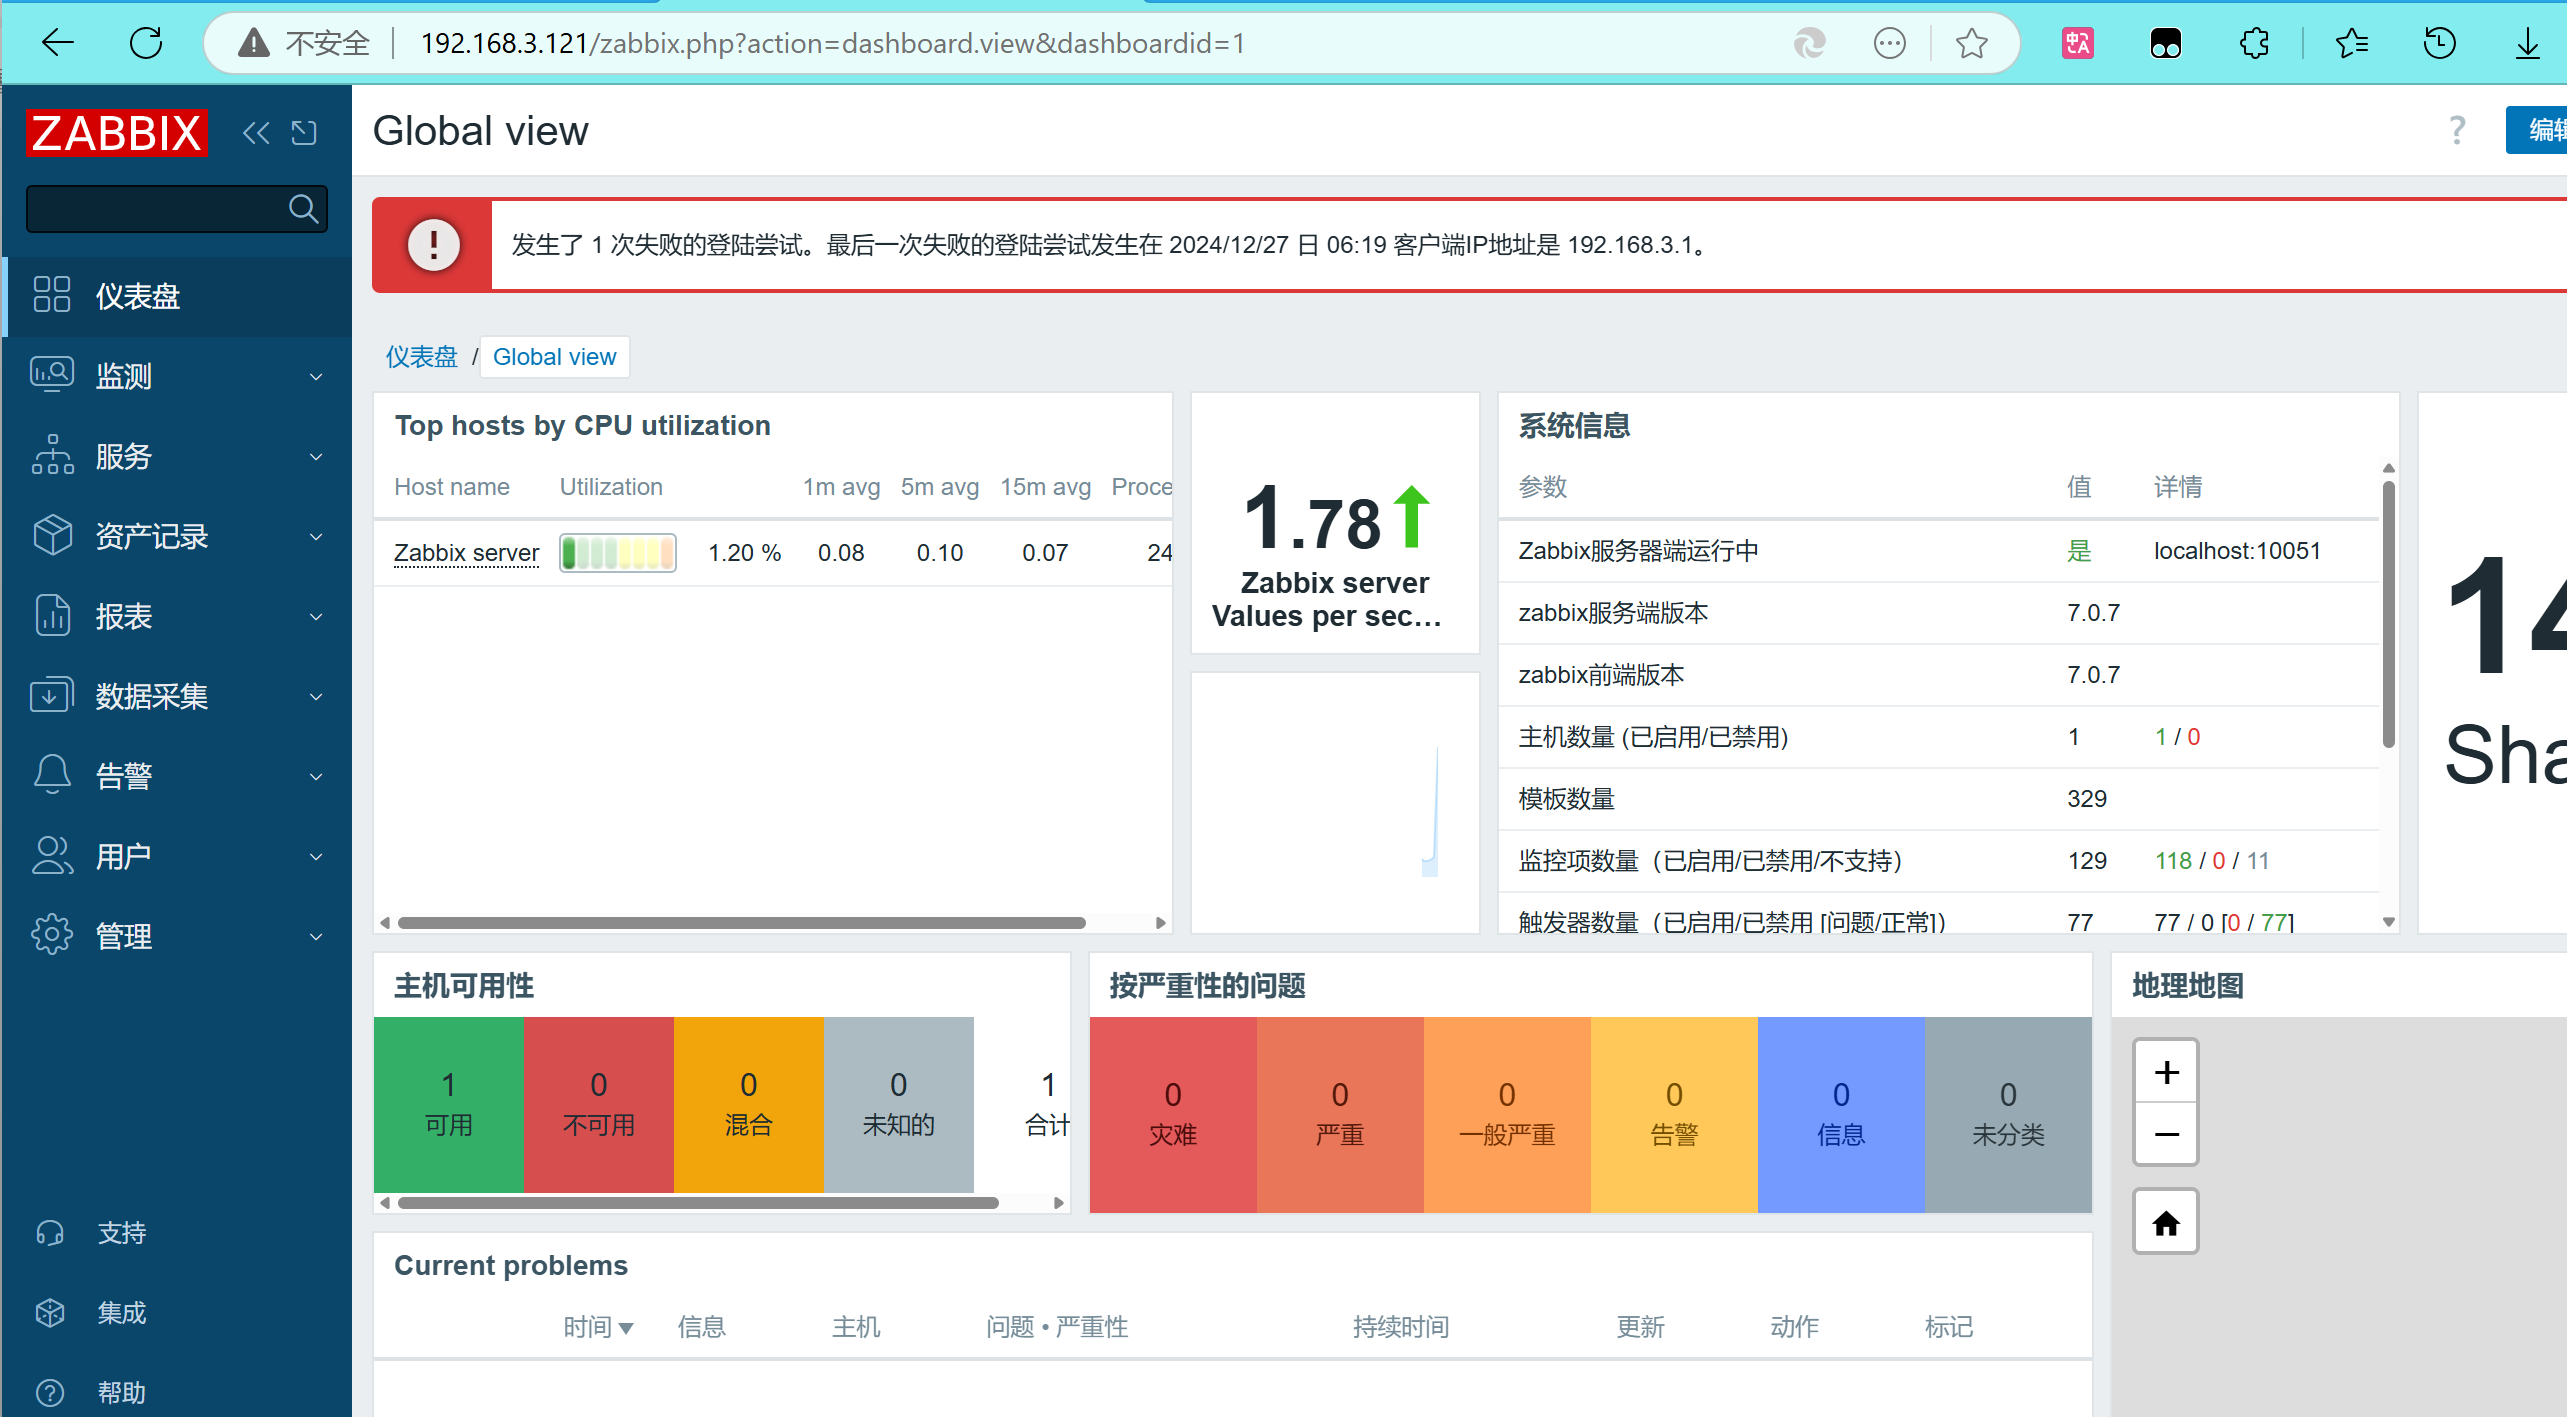 不安全 192.168.3.121/zabbix.php?action=dashboard.view&dashboardid=1
ZABBIX
Global view
?
仪表盘
监测
服务
资产记录
报表
数据采集
告警
用户
管理
支持
集成
帮助
发生了 1 次失败的登陆尝试。最后一次失败的登陆尝试发生在 2024/12/27 日 06:19 客户端IP地址是 192.168.3.1。
仪表盘 / Global view
Top hosts by CPU utilization
Host name Utilization 1m avg 5m avg 15m avg Proce
Zabbix server 1.20 % 0.08 0.10 0.07 24
1.78
Zabbix server
Values per sec…
系统信息
参数 值 详情
Zabbix服务器端运行中 是 localhost:10051
zabbix服务端版本 7.0.7
zabbix前端版本 7.0.7
主机数量 (已启用/已禁用) 1 1 / 0
模板数量 329
监控项数量（已启用/已禁用/不支持） 129 118 / 0 / 11
触发器数量（已启用/已禁用 [问题/正常]） 77 77 / 0 [0 / 77]
Sha
主机可用性
1 0 0 0 1
可用 不可用 混合 未知的 合计
按严重性的问题
0 0 0 0 0 0
灾难 严重 一般严重 告警 信息 未分类
地理地图
+
−
Current problems
时间 信息 主机 问题 • 严重性 持续时间 更新 动作 标记